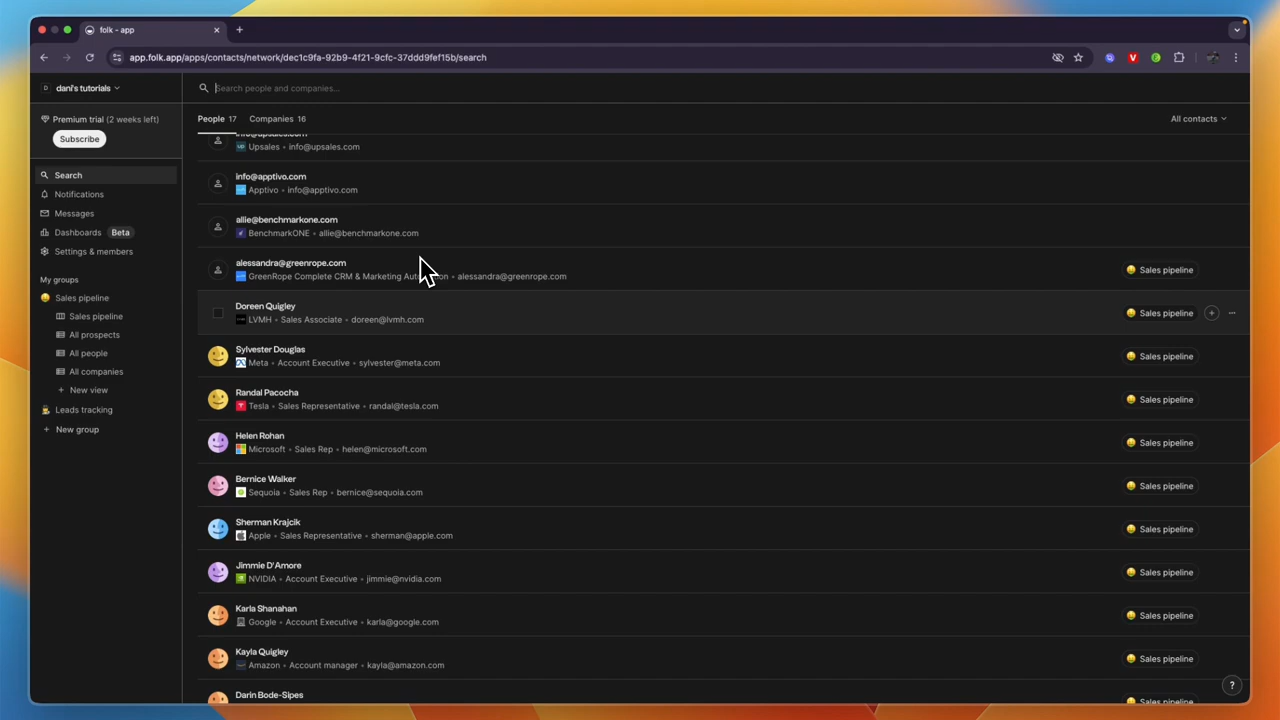 folk - app
app.folk.app/apps/contacts/network/dec1c9fa-92b9-4f21-9cfc-37ddd9fef15b/search
D dani's tutorials
Search people and companies...
Premium trial (2 weeks left)
Subscribe
People 17 Companies 16
All contacts
Search
Notifications
Messages
Dashboards Beta
Settings & members
My groups
Sales pipeline
Sales pipeline
All prospects
All people
All companies
+ New view
Leads tracking
+ New group
info@upsales.com
up Upsales • info@upsales.com
info@apptivo.com
Apptivo • info@apptivo.com
allie@benchmarkone.com
BenchmarkONE • allie@benchmarkone.com
alessandra@greenrope.com
GreenRope Complete CRM & Marketing Automation • alessandra@greenrope.com
Sales pipeline
Doreen Quigley
LVMH • Sales Associate • doreen@lvmh.com
Sales pipeline
Sylvester Douglas
Meta • Account Executive • sylvester@meta.com
Sales pipeline
Randal Pacocha
Tesla • Sales Representative • randal@tesla.com
Sales pipeline
Helen Rohan
Microsoft • Sales Rep • helen@microsoft.com
Sales pipeline
Bernice Walker
Sequoia • Sales Rep • bernice@sequoia.com
Sales pipeline
Sherman Krajcik
Apple • Sales Representative • sherman@apple.com
Sales pipeline
Jimmie D'Amore
NVIDIA • Account Executive • jimmie@nvidia.com
Sales pipeline
Karla Shanahan
Google • Account Executive • karla@google.com
Sales pipeline
Kayla Quigley
Amazon • Account manager • kayla@amazon.com
Sales pipeline
Darin Bode-Sipes
Sales pipeline
?